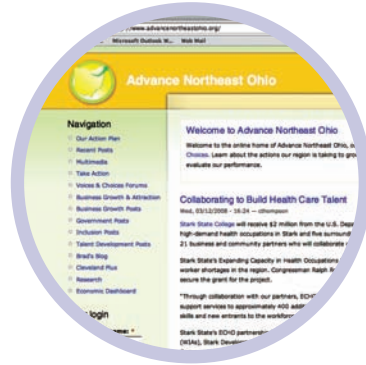 www.advancenortheastohio.org/
Microsoft Outlook W... Web Mail
Advance Northeast Ohio
Navigation
Our Action Plan
Recent Posts
Multimedia
Take Action
Voices & Choices Forums
Business Growth & Attraction
Business Growth Posts
Government Posts
Inclusion Posts
Talent Development Posts
Brad's Blog
Cleveland Plus
Research
Economic Dashboard
login
Welcome to Advance Northeast Ohio
Welcome to the online home of Advance Northeast Ohio,
Choices. Learn about the actions our region is taking to
evaluate our performance.
Collaborating to Build Health Care Talent
Wed, 03/12/2008 - 16:24 — cthompson
Stark State College will receive $2 million from the U.S.
high-demand health occupations in Stark and five
21 business and community partners who will collaborate
Stark State's Expanding Capacity in Health Occupations
worker shortages in the region. Congressman Ralph
secure the grant for the project.
"Through collaboration with our partners,
support services to approximately 400
skills and new entrants to the
Stark State's ECHO
(WIAs), Stark